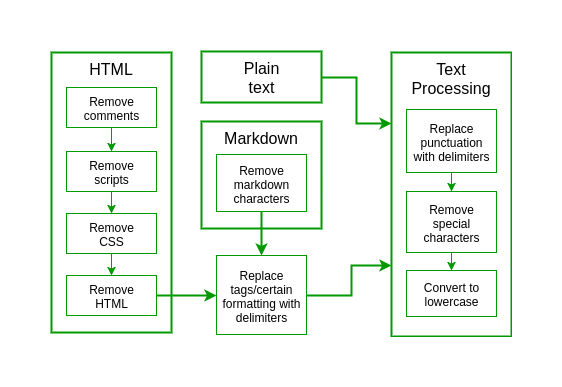 HTML
Remove
comments
Remove
scripts
Remove
CSS
Remove
HTML
Plain
text
Markdown
Remove
markdown
characters
Replace
tags/certain
formatting with
delimiters
Text
Processing
Replace
punctuation
with delimiters
Remove
special
characters
Convert to
lowercase